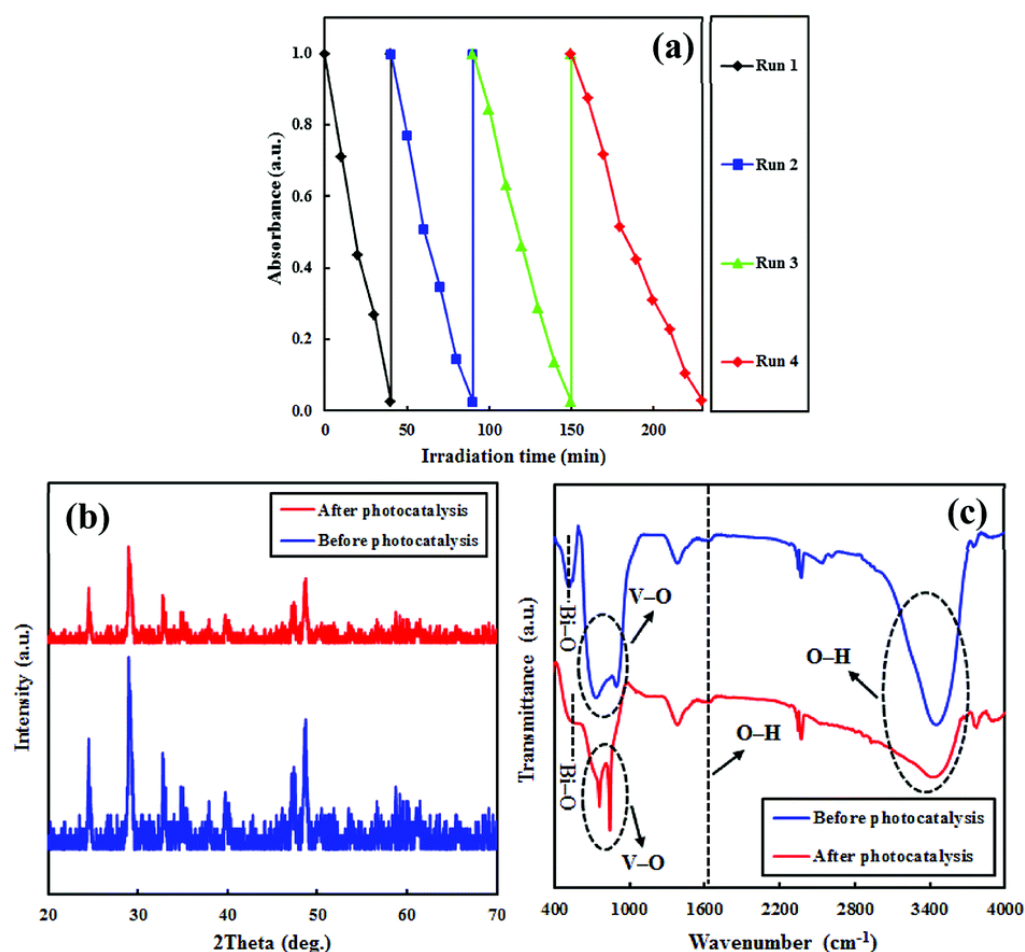 (a)
1.0
0.8
0.6
0.4
0.2
0.0
Absorbance (a.u.)
0 50 100 150 200
Irradiation time (min)
Run 1
Run 2
Run 3
Run 4
(b)
After photocatalysis
Before photocatalysis
Intensity (a.u.)
20 30 40 50 60 70
2Theta (deg.)
(c)
Bi–O
V–O
O–H
Bi–O
O–H
V–O
Before photocatalysis
After photocatalysis
Transmittance (a.u.)
400 1000 2200 2800 3400 4000
Wavenumber (cm-1)